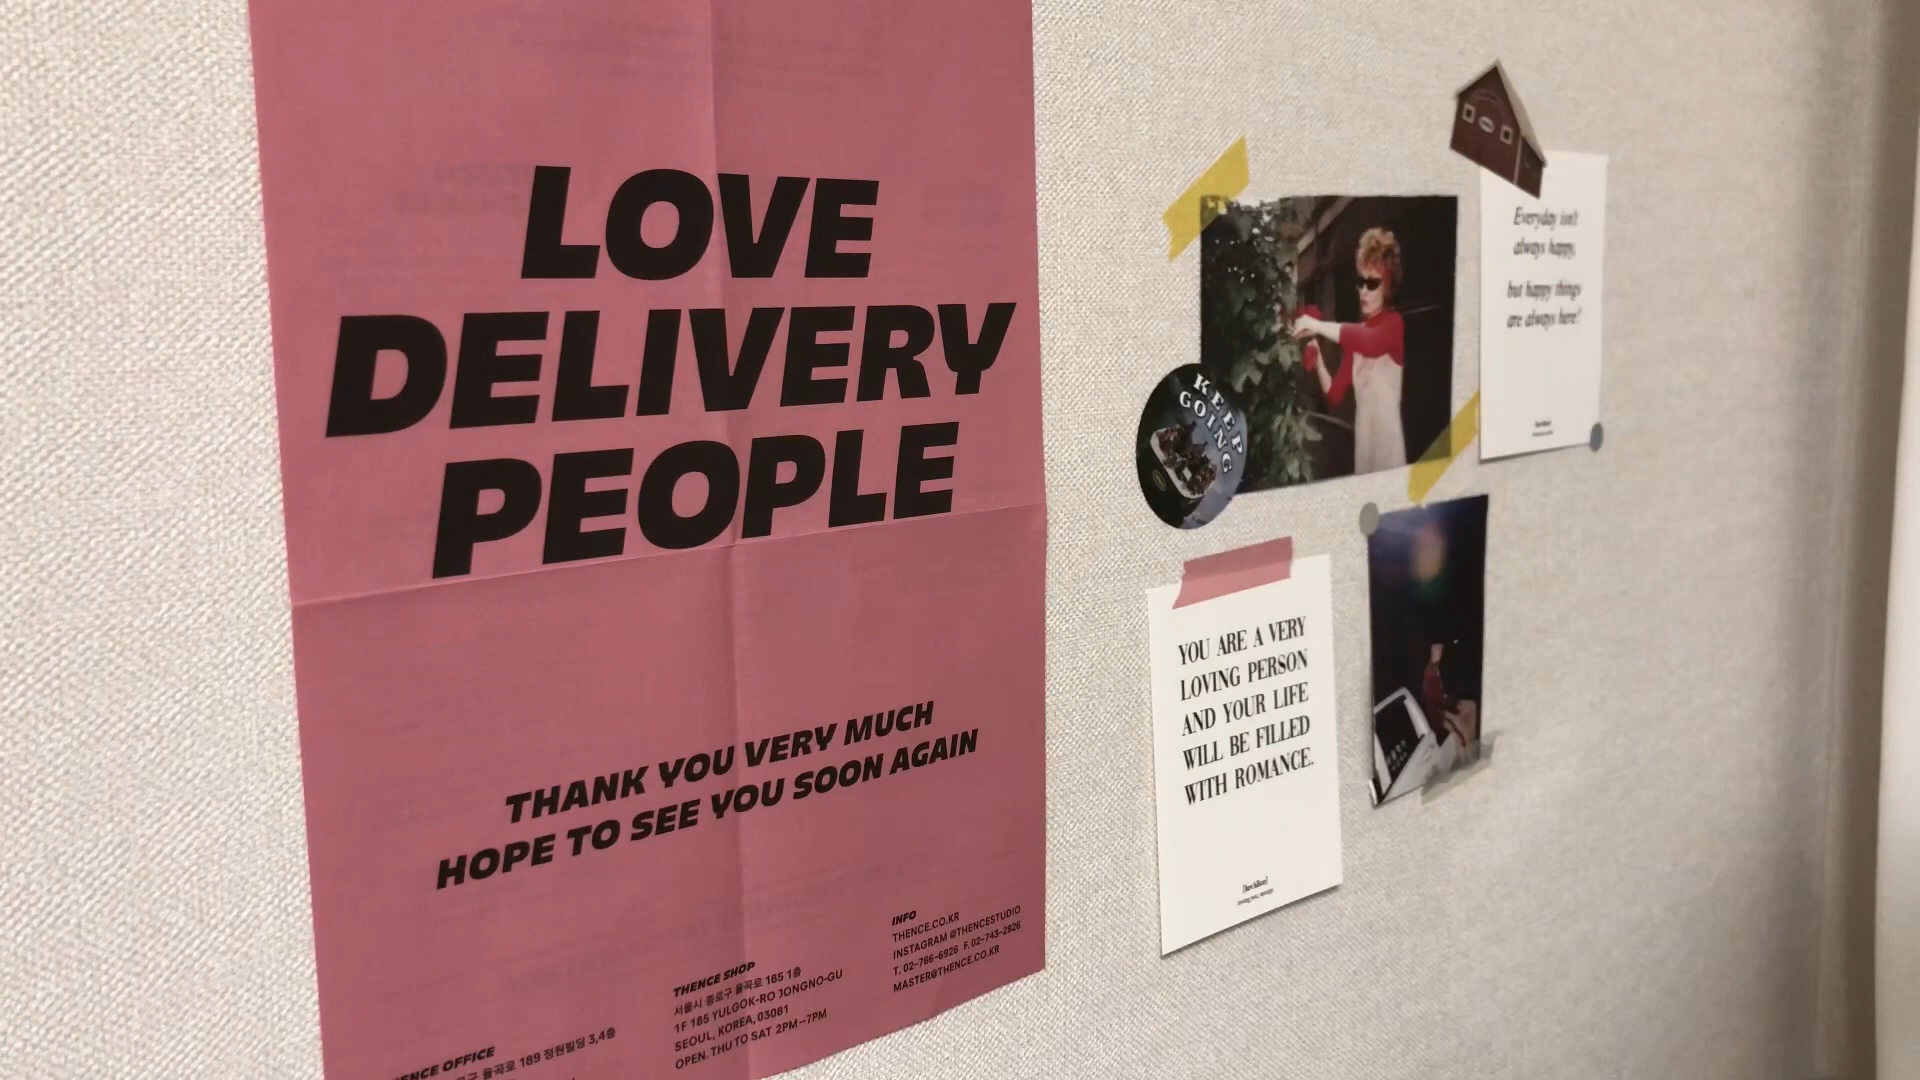 LOVE
DELIVERY
PEOPLE
THANK YOU VERY MUCH
HOPE TO SEE YOU SOON AGAIN
ENCE OFFICE
율곡로 189 정원빌딩 3,4층
THENCE SHOP
서울시 종로구 율곡로 185 1층
1F 185 YULGOK-RO JONGNO-GU
SEOUL, KOREA, 03081
OPEN. THU TO SAT 2PM–7PM
INFO
THENCE.CO.KR
INSTAGRAM @THENCESTUDIO
T. 02-766-6926 F. 02-743-2926
MASTER@THENCE.CO.KR
KEEP
GOING
Everyday isn't
always happy,
but happy things
are always here!
YOU ARE A VERY
LOVING PERSON
AND YOUR LIFE
WILL BE FILLED
WITH ROMANCE.